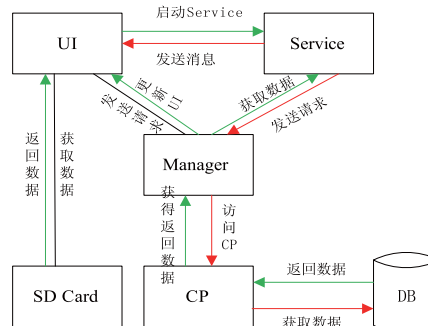 启动Service
UI
Service
发送消息
更新UI
发送请求
获取数据
发送请求
Manager
返回数据
获取数据
获得返回数据
访问CP
返回数据
SD Card
CP
DB
获取数据